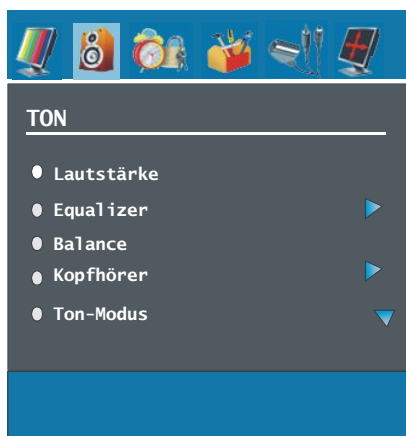 TON
Lautstärke
Equalizer
Balance
Kopfhörer
Ton-Modus